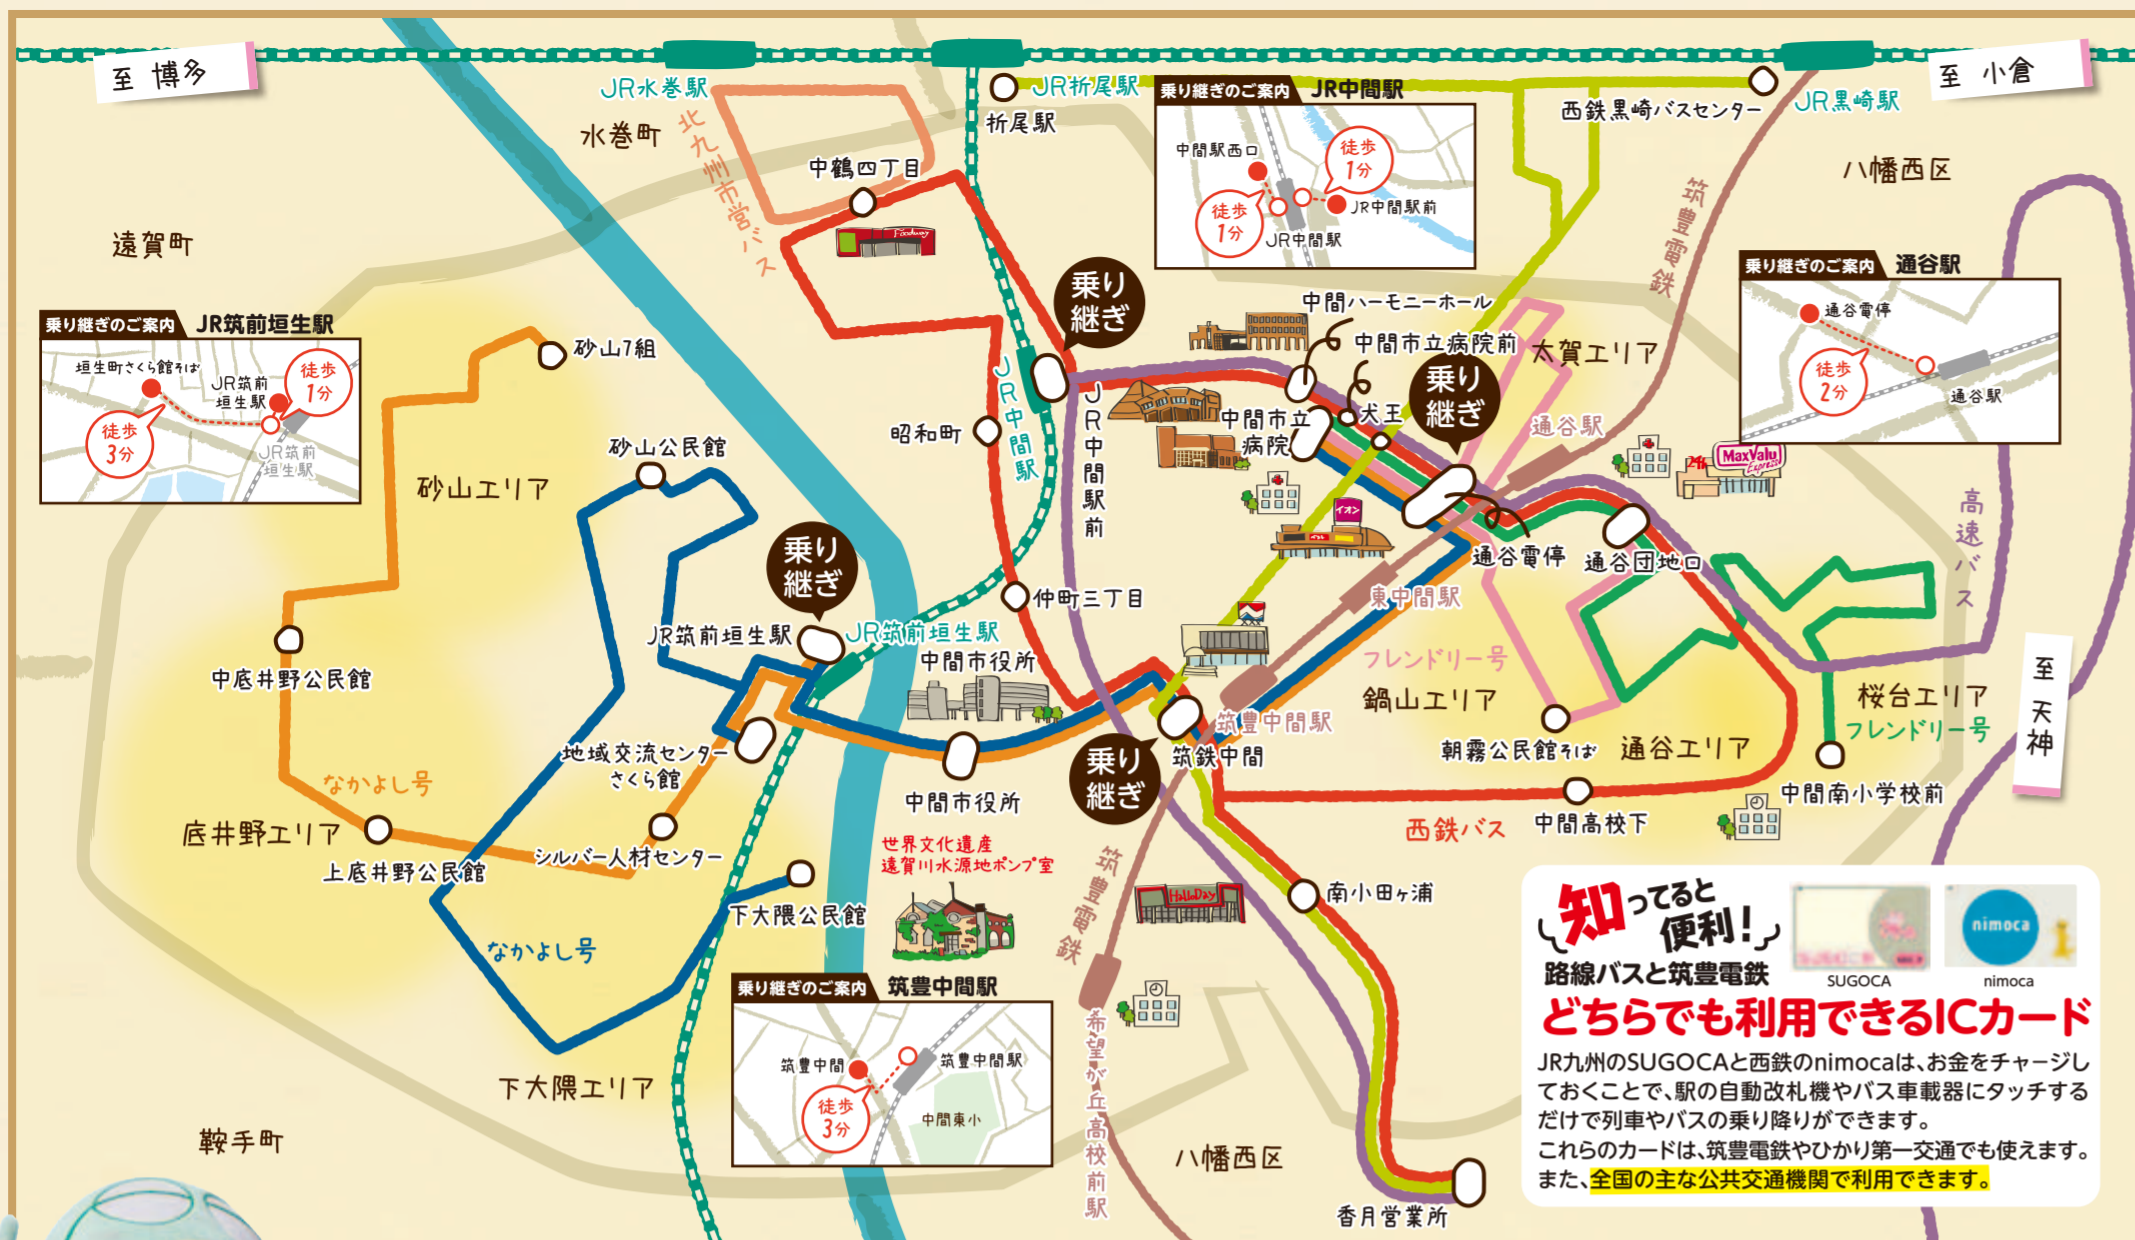 至 博多
JR水巻駅
水巻町
北九州市営バス
中鶴四丁目
Foodway
JR折尾駅
折尾駅
乗り継ぎのご案内 JR中間駅
中間駅西口
徒歩
1分
徒歩
1分
JR中間駅前
JR中間駅
西鉄黒崎バスセンター
JR黒崎駅
至 小倉
八幡西区
筑豊電鉄
遠賀町
乗り継ぎのご案内 JR筑前垣生駅
垣生町さくら館そば
JR筑前
垣生駅
徒歩
1分
徒歩
3分
JR筑前
垣生駅
砂山7組
砂山エリア
砂山公民館
乗り
継ぎ
JR中間駅
JR中間駅前
昭和町
中間ハーモニーホール
中間市立病院前
太賀エリア
乗り
継ぎ
中間市立
病院
犬王
通谷駅
乗り継ぎのご案内 通谷駅
通谷電停
徒歩
2分
通谷駅
24h
MaxValu
Express
イオン
高速バス
通谷電停
通谷団地口
東中間駅
乗り
継ぎ
仲町三丁目
JR筑前垣生駅
JR筑前垣生駅
中間市役所
中底井野公民館
フレンドリー号
鍋山エリア
筑豊中間駅
筑鉄中間
乗り
継ぎ
朝霧公民館そば
通谷エリア
桜台エリア
フレンドリー号
至 天神
地域交流センター
さくら館
なかよし号
底井野エリア
上底井野公民館
シルバー人材センター
中間市役所
西鉄バス
中間高校下
中間南小学校前
世界文化遺産
遠賀川水源地ポンプ室
下大隈公民館
なかよし号
筑豊電鉄
HalloDay
南小田ヶ浦
希望が丘高校前駅
乗り継ぎのご案内 筑豊中間駅
筑豊中間
筑豊中間駅
徒歩
3分
中間東小
下大隈エリア
鞍手町
八幡西区
香月営業所
知ってると
便利!
路線バスと筑豊電鉄
SUGOCA
nimoca
nimoca
どちらでも利用できるICカード
JR九州のSUGOCAと西鉄のnimocaは、お金をチャージし
ておくことで、駅の自動改札機やバス車載器にタッチする
だけで列車やバスの乗り降りができます。
これらのカードは、筑豊電鉄やひかり第一交通でも使えます。
また、全国の主な公共交通機関で利用できます。